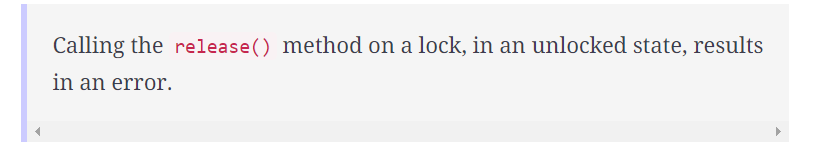 Calling the release() method on a lock, in an unlocked state, results
in an error.